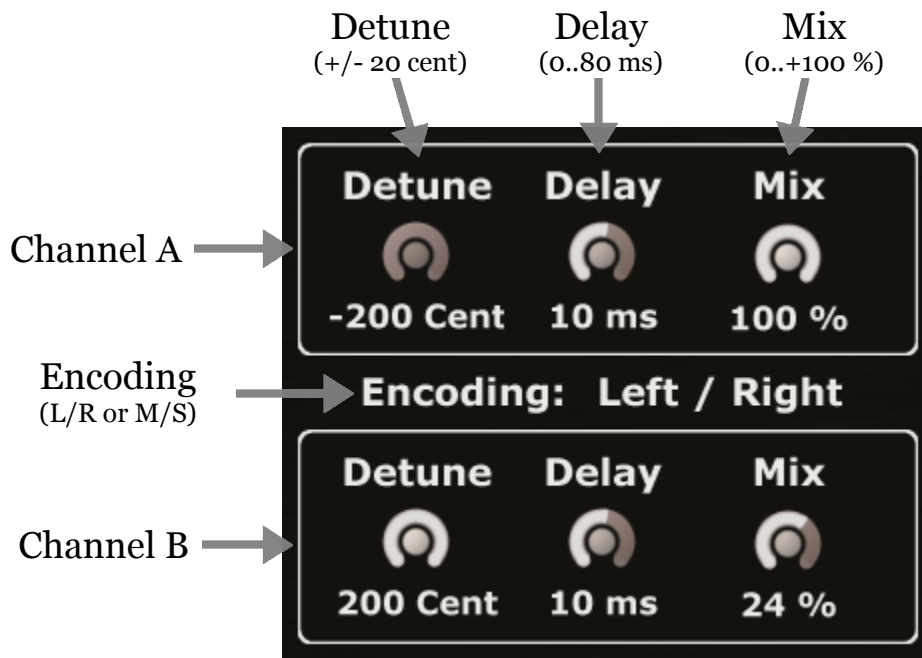 Detune Delay Mix
(+/- 20 cent) (0..80 ms) (0..+100 %)
Detune Delay Mix
Channel A
-200 Cent 10 ms 100 %
Encoding
(L/R or M/S)
Encoding: Left / Right
Detune Delay Mix
Channel B
200 Cent 10 ms 24 %